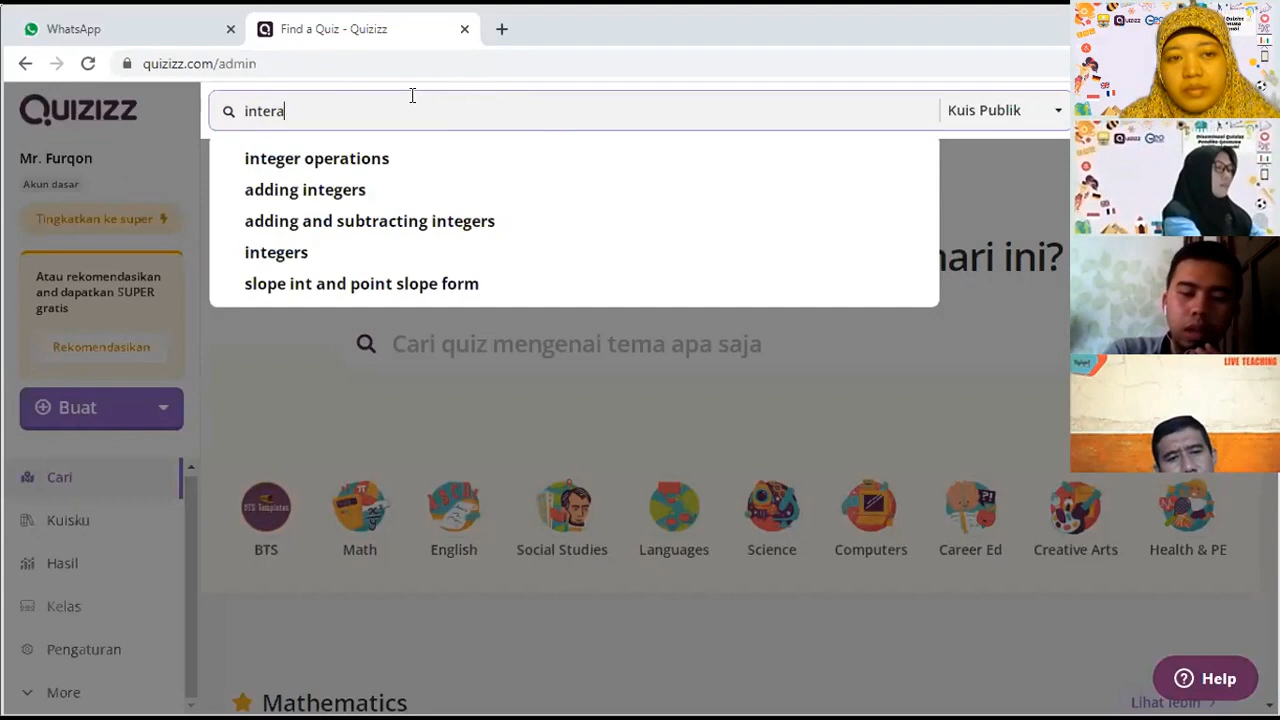 WhatsApp
Find a Quiz - Quizizz
quizizz.com/admin
QUIZIZZ
intera
Kuis Publik
Mr. Furqon
Akun dasar
integer operations
adding integers
adding and subtracting integers
integers
slope int and point slope form
Tingkatkan ke super
Atau rekomendasikan
and dapatkan SUPER
gratis
Rekomendasikan
hari ini?
Cari quiz mengenai tema apa saja
Buat
Cari
Kuisku
Hasil
Kelas
Pengaturan
More
BTS Templates
BTS
Math
English
Social Studies
Languages
Science
Computers
Career Ed
Creative Arts
Health & PE
Mathematics
Lihat lebih
Help
LIVE TEACHING